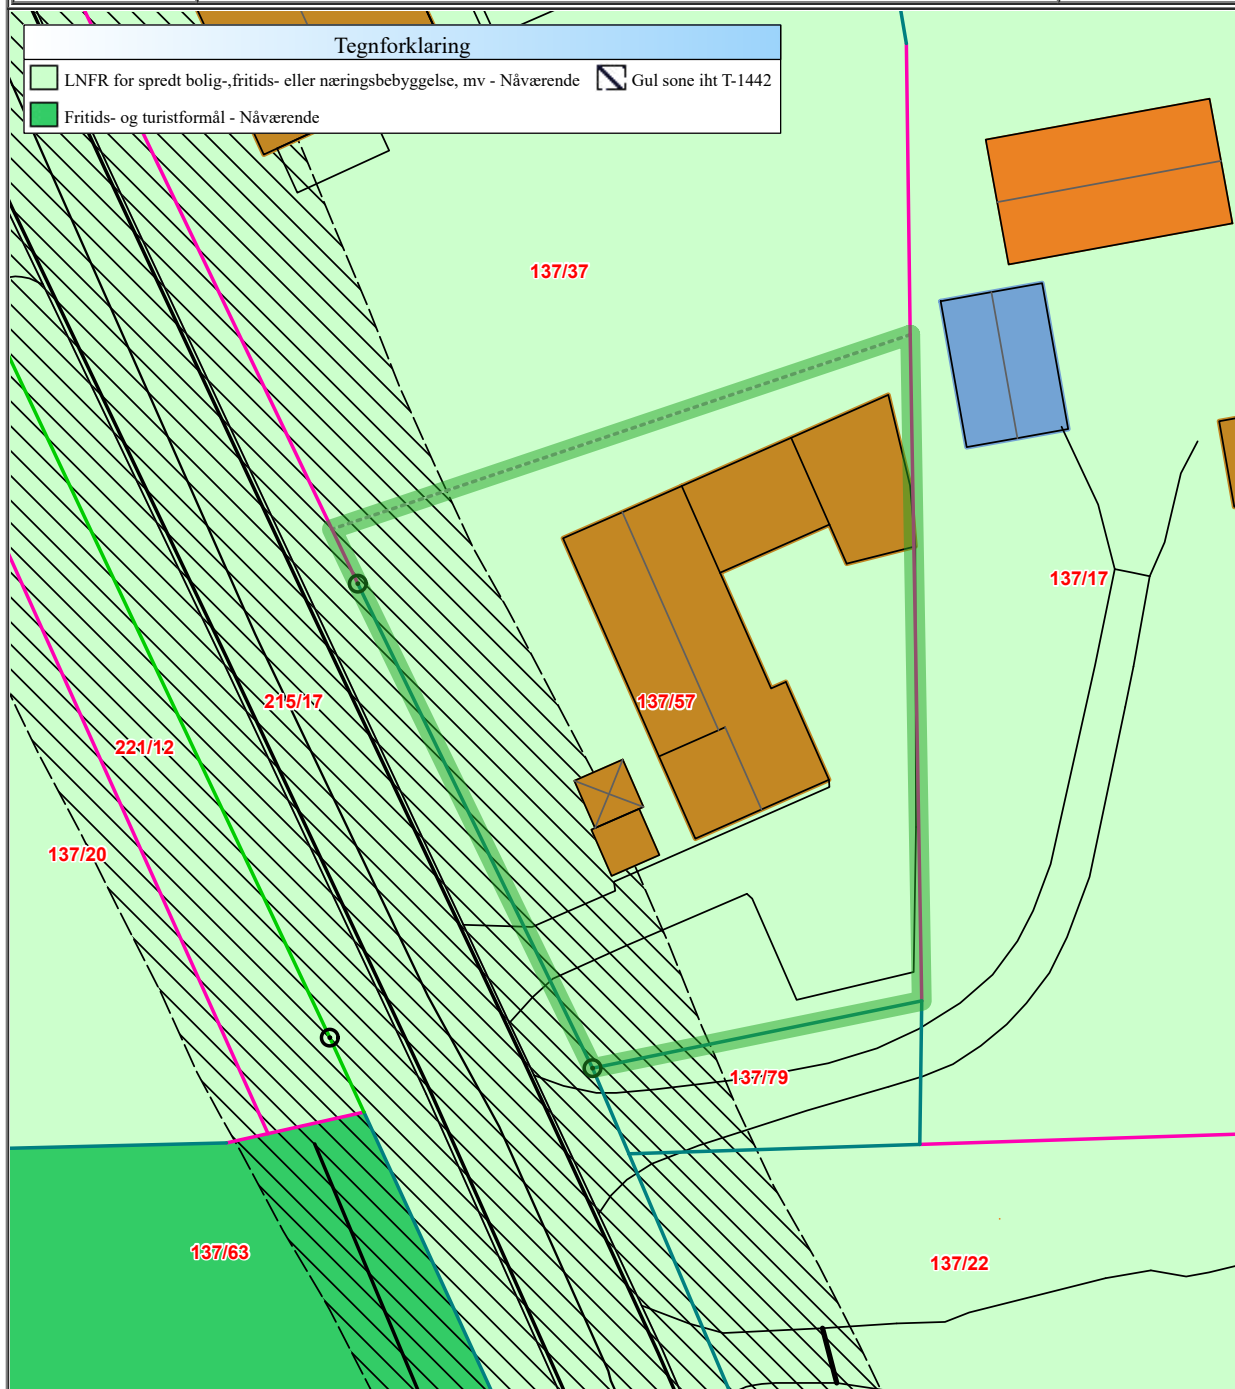 Tegnforklaring
LNFR for spredt bolig-,fritids- eller næringsbebyggelse, mv - Nåværende
Gul sone iht T-1442
Fritids- og turistformål - Nåværende
137/37
137/17
215/17
137/57
221/12
137/20
137/79
137/63
137/22